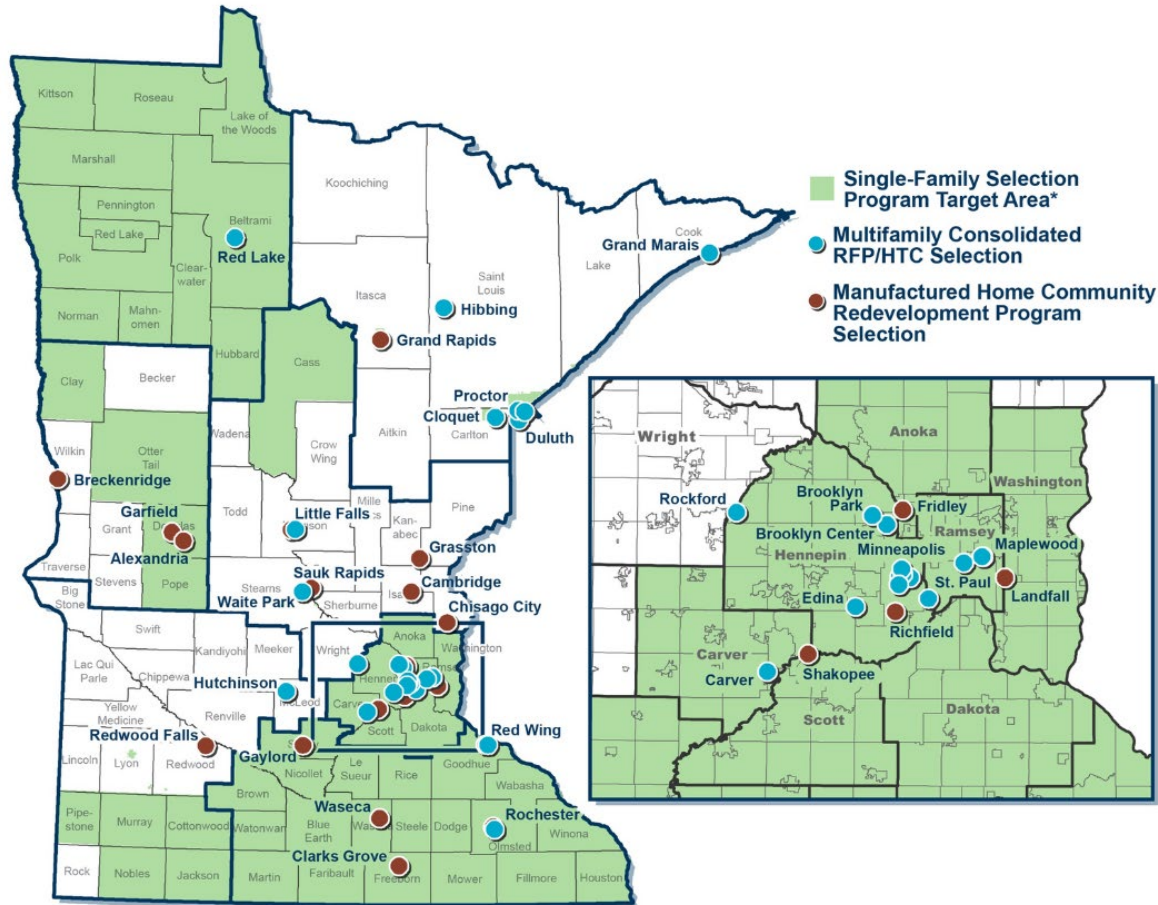 Kittson
Roseau
Lake of
the Woods
Marshall
Koochiching
Pennington
Red Lake
Beltrami
Red Lake
Polk
Clear-
water
Norman
Mahn-
omen
Itasca
Saint
Louis
Lake
Cook
Grand Marais
Hibbing
Grand Rapids
Hubbard
Cass
Clay
Becker
Proctor
Cloquet
Duluth
Carlton
Aitkin
Wadena
Crow
Wing
Wilkin
Otter
Tail
Breckenridge
Garfield
Alexandria
Grant
Todd
Little Falls
Pine
Grasston
Traverse
Stevens
Pope
Stearns
Sauk Rapids
Waite Park
Sherburne
Cambridge
Chisago City
Big
Stone
Swift
Kandiyohi
Meeker
Wright
Anoka
Washington
Lac Qui
Parle
Chippewa
Hutchinson
Yellow
Medicine
Renville
Scott
Dakota
Redwood Falls
Gaylord
Red Wing
Lincoln
Lyon
Redwood
Nicollet
Le
Sueur
Rice
Goodhue
Wabasha
Brown
Waseca
Rochester
Pipe-
stone
Murray
Cottonwood
Watonwan
Blue
Earth
Steele
Dodge
Olmsted
Winona
Clarks Grove
Rock
Nobles
Jackson
Martin
Faribault
Freeborn
Mower
Fillmore
Houston
Single-Family Selection
Program Target Area*
Multifamily Consolidated
RFP/HTC Selection
Manufactured Home Community
Redevelopment Program
Selection
Wright
Anoka
Washington
Rockford
Brooklyn
Park
Fridley
Brooklyn Center
Ramsey
Hennepin
Minneapolis
Maplewood
St. Paul
Edina
Landfall
Richfield
Carver
Carver
Shakopee
Scott
Dakota